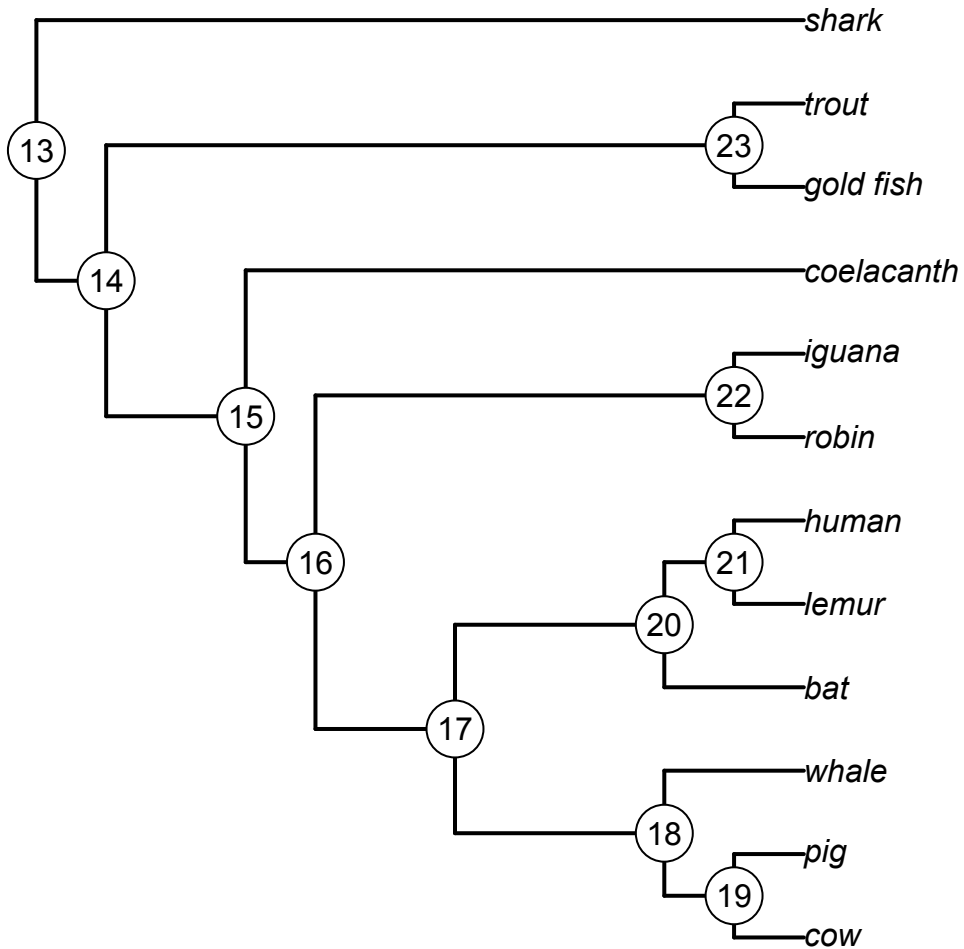 shark
trout
13
23
gold fish
14
coelacanth
iguana
22
15
robin
human
16
21
lemur
20
bat
17
whale
18
pig
19
cow